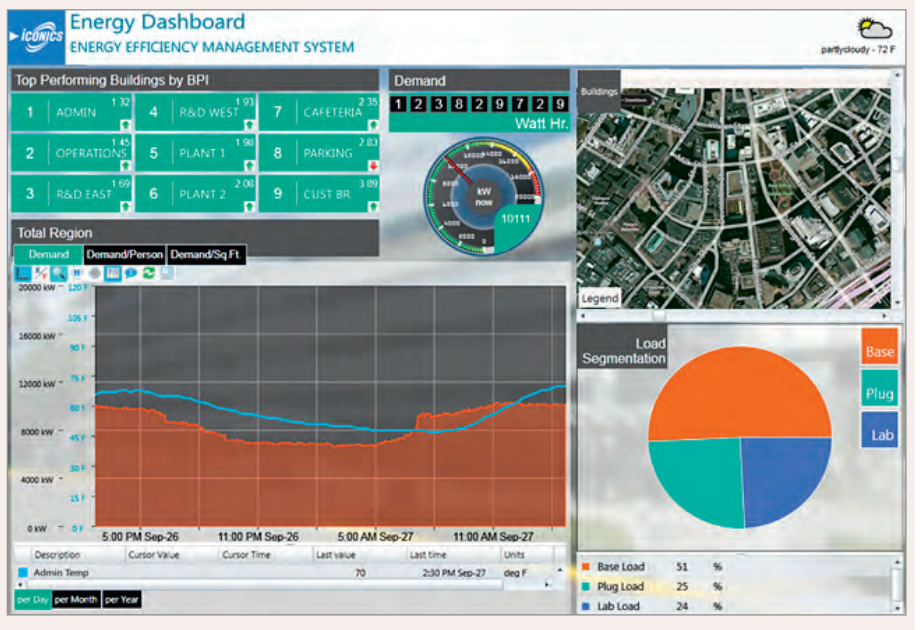 ICONICS
Energy Dashboard
ENERGY EFFICIENCY MANAGEMENT SYSTEM
partlycloudy - 72 F
Top Performing Buildings by BPI
1 ADMIN 1.32
4 R&D WEST 1.93
7 CAFETERIA 2.35
2 OPERATIONS 1.45
5 PLANT 1 1.98
8 PARKING 2.83
3 R&D EAST 1.69
6 PLANT 2 2.08
9 CUST BR 3.89
Demand
1 2 3 8 2 9 7 2 9
Watt Hr.
kW
now
10111
Buildings
Legend
Total Region
Demand Demand/Person Demand/Sq.Ft.
20000 kW 120 F
105 F
16000 kW
90 F
12000 kW 75 F
60 F
8000 kW
45 F
4000 kW 30 F
15 F
0 kW 0 F
5:00 PM Sep-26 11:00 PM Sep-26 5:00 AM Sep-27 11:00 AM Sep-27
Description Cursor Value Cursor Time Last value Last time Units
Admin Temp 70 2:30 PM Sep-27 deg F
per Day per Month per Year
Load
Segmentation
Base
Plug
Lab
Base Load 51 %
Plug Load 25 %
Lab Load 24 %